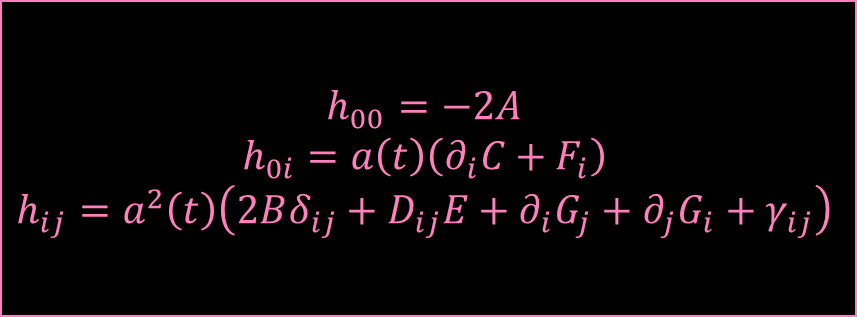 h₀₀ = −2A
h₀ᵢ = a(t)(∂ᵢC + Fᵢ)
hᵢⱼ = a²(t)(2Bδᵢⱼ + DᵢⱼE + ∂ᵢGⱼ + ∂ⱼGᵢ + γᵢⱼ)